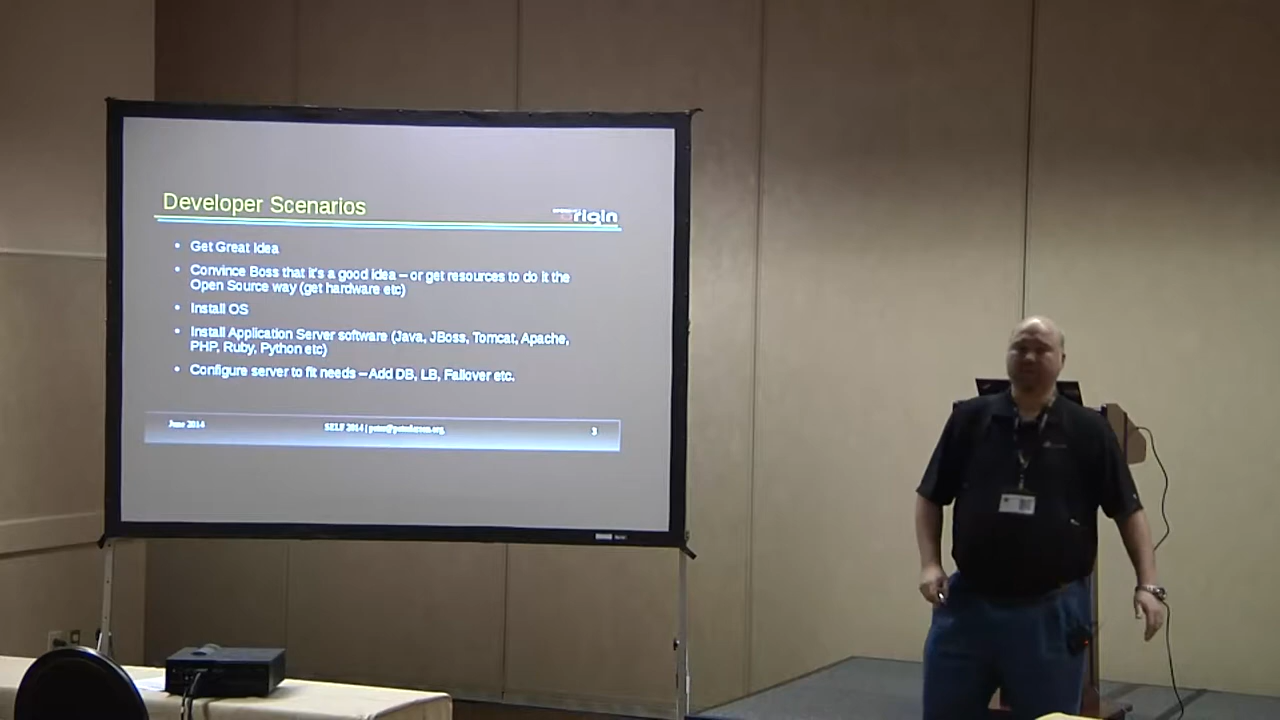 Developer Scenarios
origin
• Get Great Idea
• Convince Boss that it's a good idea – or get resources to do it the
Open Source way (get hardware etc)
• Install OS
• Install Application Server software (Java, JBoss, Tomcat, Apache,
PHP, Ruby, Python etc)
• Configure server to fit needs – Add DB, LB, Failover etc.
June 2014
SELF 2014 |
3